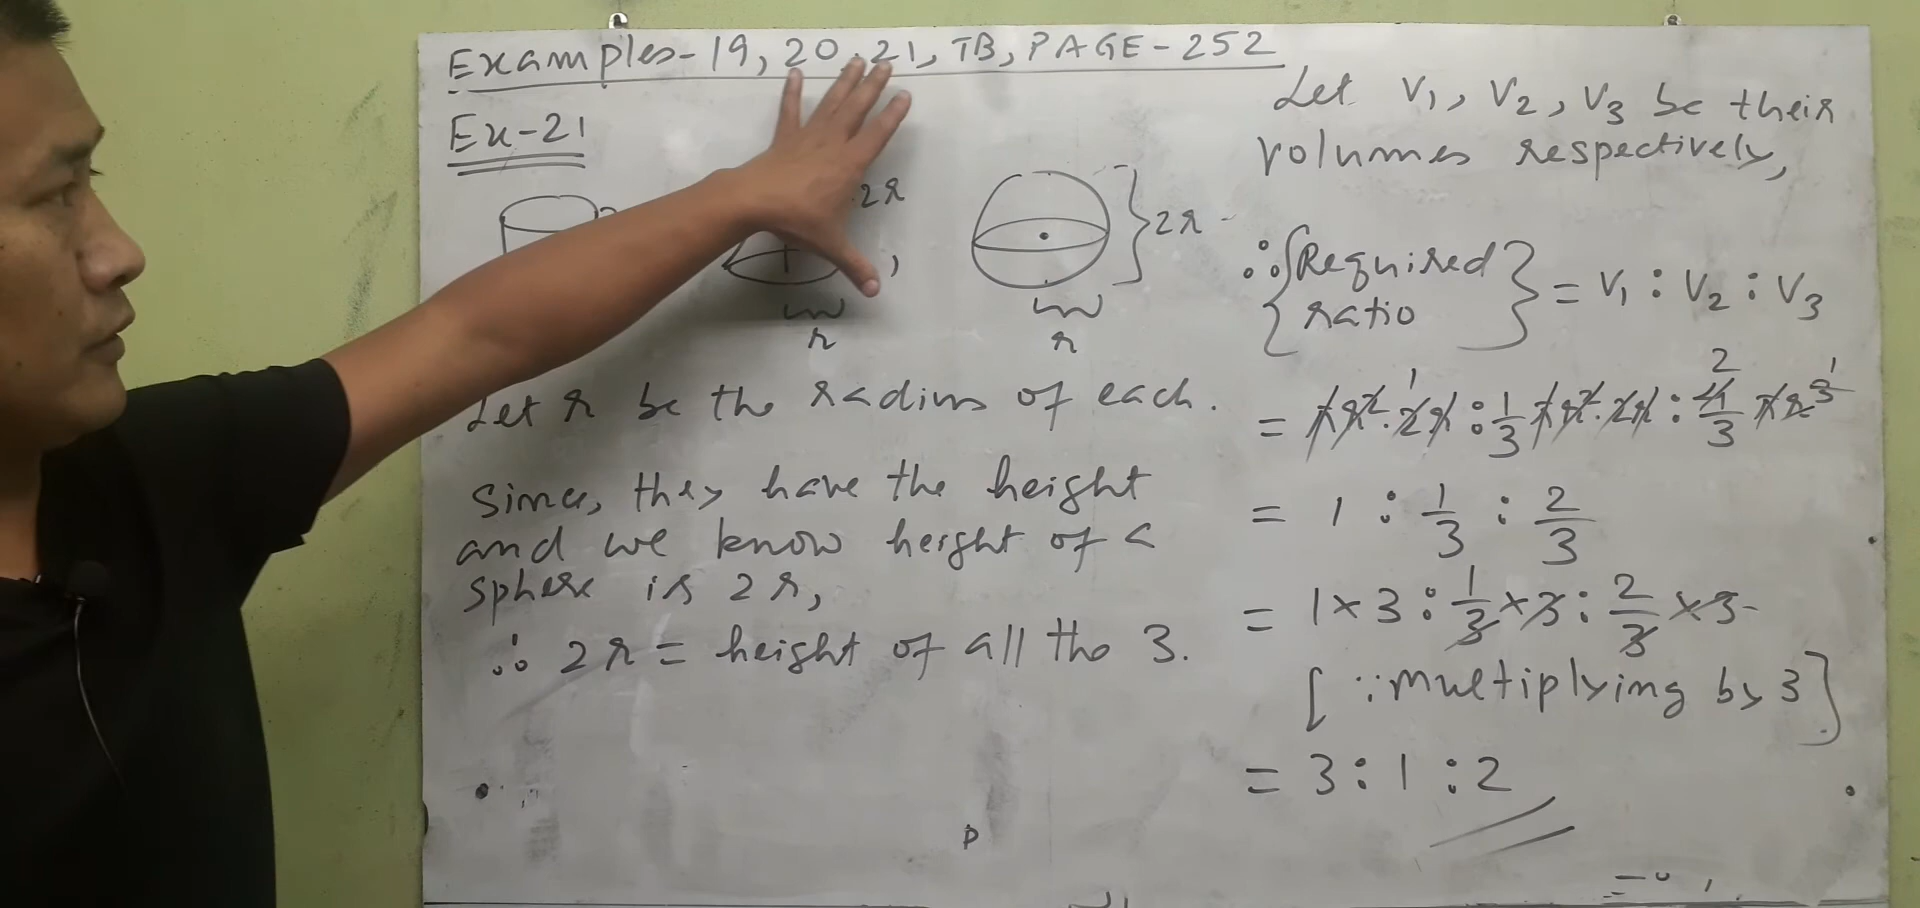 Examples-19, 20, 21, TB, PAGE-252
Ex-21
2r
,
2r
r
r
Let r be the radius of each.
Since, they have the height
and we know height of a
sphere is 2r,
∴ 2r = height of all the 3.
Let V₁, V₂, V₃ be their
volumes respectively,
∴ {Required ratio} = V₁ : V₂ : V₃
= πr²·2r : 1/3 πr²·2r : 4/3 πr³
= 1 : 1/3 : 2/3
= 1×3 : 1/3×3 : 2/3×3
[∵ multiplying by 3]
= 3 : 1 : 2